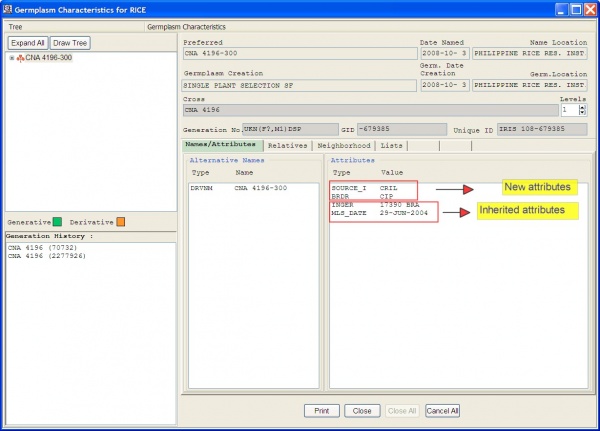 Germplasm Characteristics for RICE
Tree
Germplasm Characteristics
Expand All Draw Tree
CNA 4196-300
Preferred Date Named Name Location
CNA 4196-300 2008-10- 3 PHILIPPINE RICE RES. INST
Germplasm Creation Germ. Date Creation Germ.Location
SINGLE PLANT SELECTION SF 2008-10- 3 PHILIPPINE RICE RES. INST
Cross Levels
CNA 4196 1
Generation No. UKN(F7,M1)DSP GID -679385 Unique ID IRIS 108-679385
Names/Attributes Relatives Neighborhood Lists
Alternative Names
Type Name
DRVNM CNA 4196-300
Attributes
Type Value
SOURCE_I CRIL
BRDR CIP
INGER 17390 BRA
MLS_DATE 29-JUN-2004
New attributes
Inherited attributes
Generative Derivative
Generation History :
CNA 4196 (70732)
CNA 4196 (2277926)
Print Close Close All Cancel All